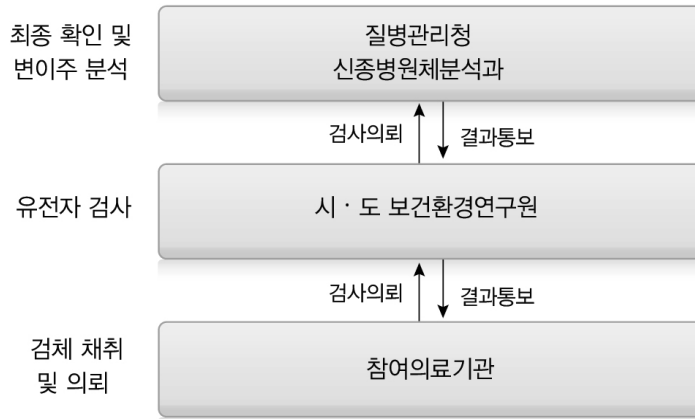 최종 확인 및
변이주 분석
질병관리청
신종병원체분석과
검사의뢰
결과통보
유전자 검사
시 · 도 보건환경연구원
검사의뢰
결과통보
검체 채취
및 의뢰
참여의료기관